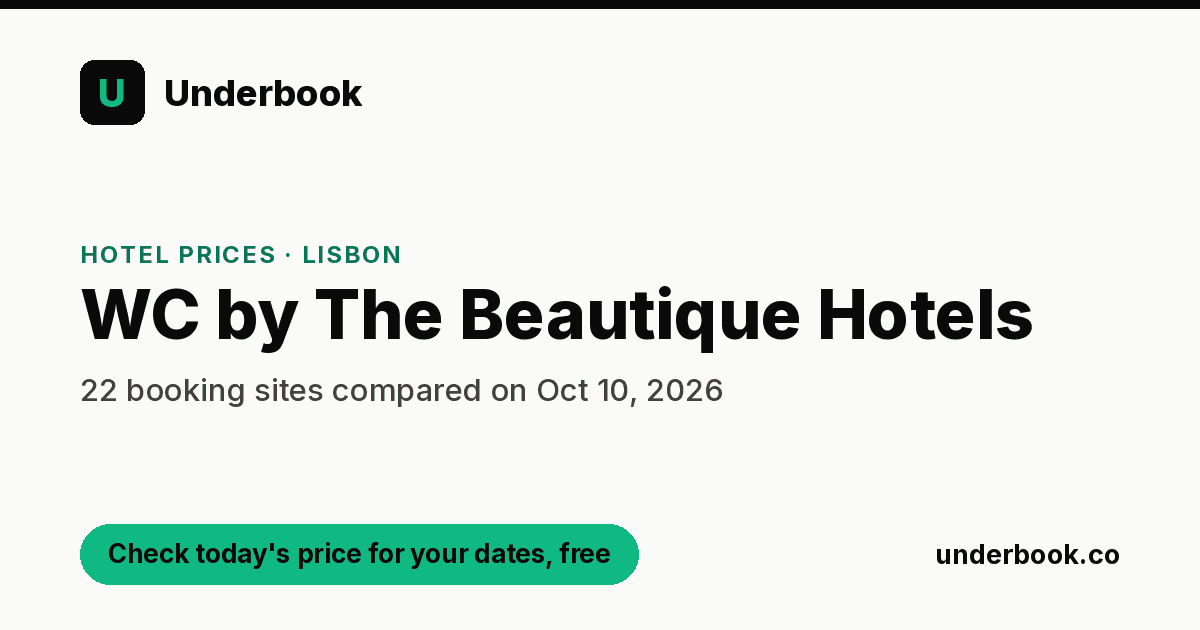 U Underbook
HOTEL PRICES · LISBON
WC by The Beautique Hotels
22 booking sites compared on Oct 10, 2026
Check today's price for your dates, free
underbook.co